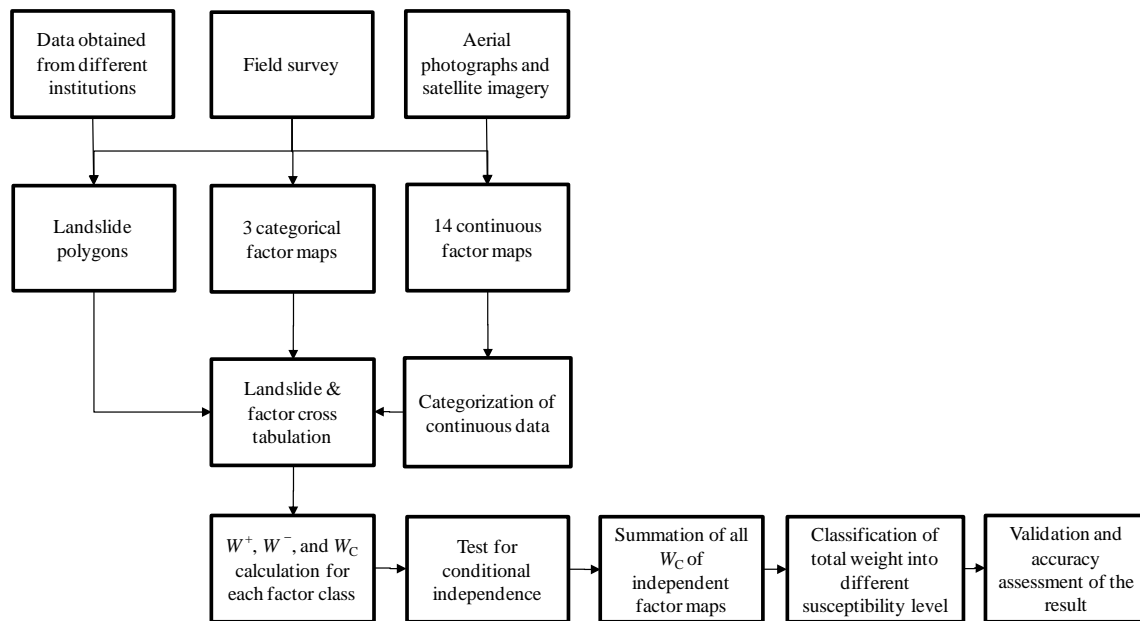 Data obtained
from different
institutions
Field survey
Aerial
photographs and
satellite imagery
Landslide
polygons
3 categorical
factor maps
14 continuous
factor maps
Landslide &
factor cross
tabulation
Categorization of
continuous data
W⁺, W⁻, and W_C
calculation for
each factor class
Test for
conditional
independence
Summation of all
W_C of
independent
factor maps
Classification of
total weight into
different
susceptibility level
Validation and
accuracy
assessment of the
result